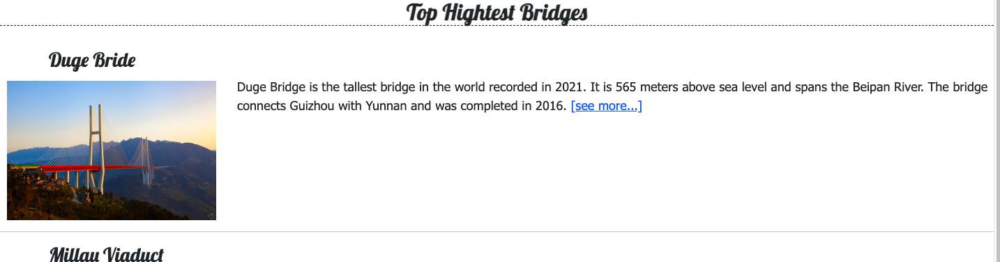 Top Hightest Bridges
Duge Bride
Duge Bridge is the tallest bridge in the world recorded in 2021. It is 565 meters above sea level and spans the Beipan River. The bridge
connects Guizhou with Yunnan and was completed in 2016. [see more...]
Millau Viaduct